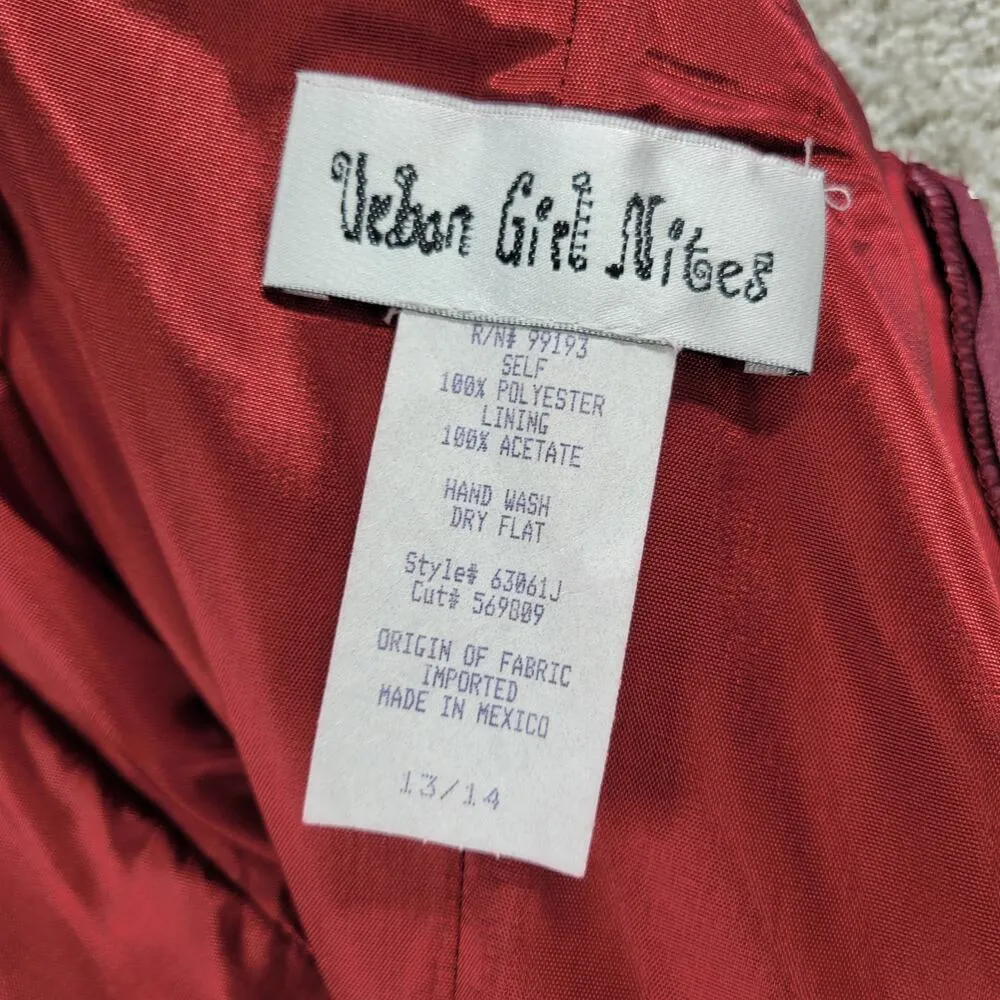 Urban Girl Nites
R/N# 99193
SELF
100% POLYESTER
LINING
100% ACETATE
HAND WASH
DRY FLAT
Style# 63061J
Cut# 569809
ORIGIN OF FABRIC
IMPORTED
MADE IN MEXICO
13/14